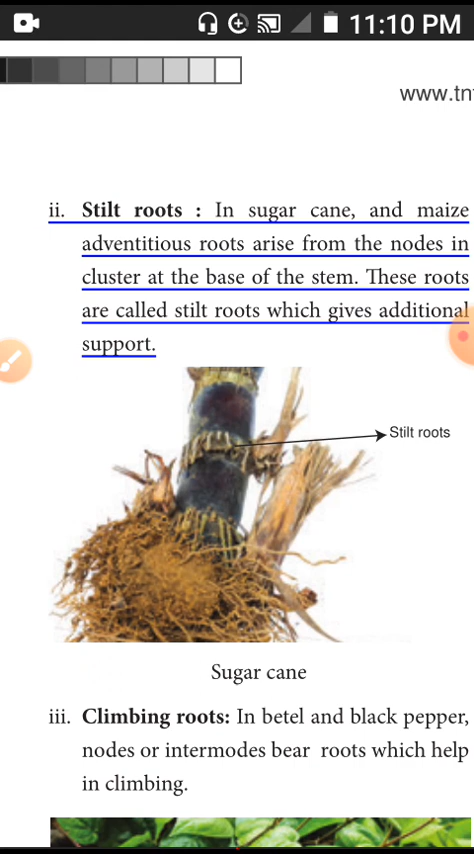 11:10 PM
www.tn
ii. Stilt roots : In sugar cane, and maize
adventitious roots arise from the nodes in
cluster at the base of the stem. These roots
are called stilt roots which gives additional
support.
Stilt roots
Sugar cane
iii. Climbing roots: In betel and black pepper,
nodes or intermodes bear roots which help
in climbing.